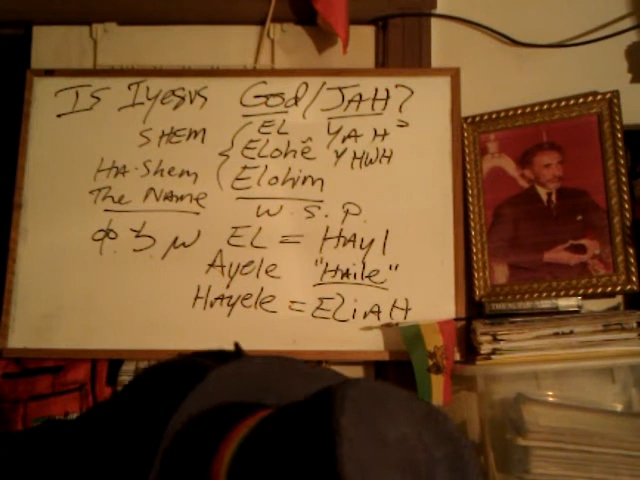 Is Iyesus God/JAH?
SHEM EL YAH
Elohê YHWH
Ha-Shem Elohim
The Name
W. S. P.
EL = HAYl
Ayele "HAile"
HAyele = ELiAH